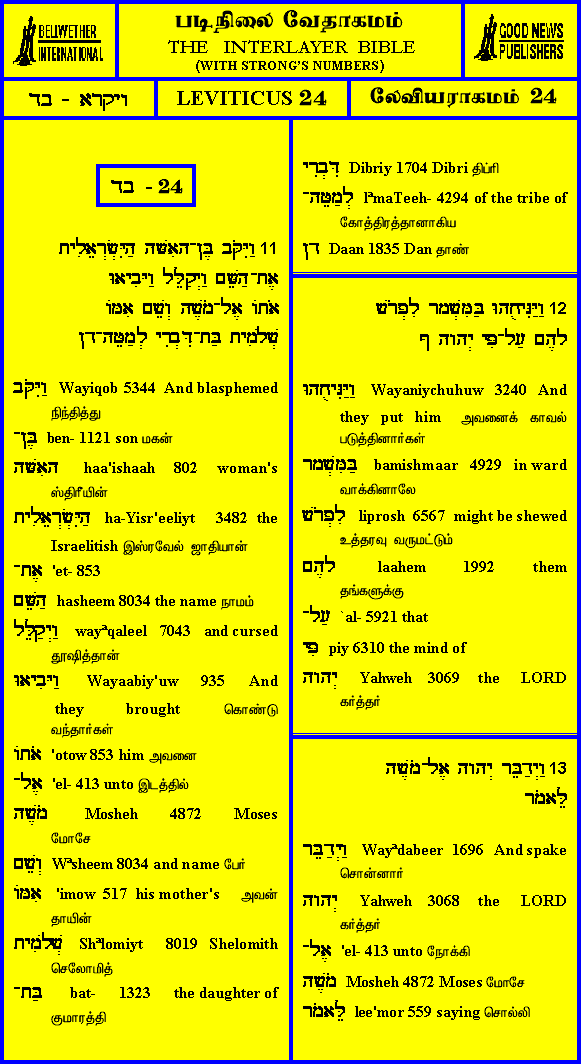 BELLWETHER
INTERNATIONAL
படிநிலை வேதாகமம்
THE INTERLAYER BIBLE
(WITH STRONG'S NUMBERS)
GOOD NEWS
PUBLISHERS
ויקרא - בד
LEVITICUS 24
லேவியராகமம் 24
בד - 24
11 וַיִּקֹּב בֶּן־הָאִשָּׁה הַיִּשְׂרְאֵלִית
אֶת־הַשֵּׁם וַיְקַלֵּל וַיָּבִיאוּ
אֹתוֹ אֶל־מֹשֶׁה וְשֵׁם אִמּוֹ
שְׁלֹמִית בַּת־דִּבְרִי לְמַטֵּה־דָן
וַיִּקֹּב Wayiqob 5344 And blasphemed
நிந்தித்து
בֶּן־ ben- 1121 son மகன்
הָאִשָּׁה haa'ishaah 802 woman's
ஸ்திரீயின்
הַיִּשְׂרְאֵלִית ha-Yisr'eeliyt 3482 the
Israelitish இஸ்ரவேல் ஜாதியான்
אֶת־ 'et- 853
הַשֵּׁם hasheem 8034 the name நாமம்
וַיְקַלֵּל wayªqaleel 7043 and cursed
தூஷித்தான்
וַיָּבִיאוּ Wayaabiy'uw 935 And
they brought கொண்டு
வந்தார்கள்
אֹתוֹ 'otow 853 him அவனை
אֶל־ 'el- 413 unto இடத்தில்
מֹשֶׁה Mosheh 4872 Moses
மோசே
וְשֵׁם Wªsheem 8034 and name பேர்
אִמּוֹ 'imow 517 his mother's அவன்
தாயின்
שְׁלֹמִית Shªlomiyt 8019 Shelomith
செலோமித்
בַּת־ bat- 1323 the daughter of
குமாரத்தி
דִּבְרִי Dibriy 1704 Dibri திப்ரி
לְמַטֵּה־ lªmaTeeh- 4294 of the tribe of
கோத்திரத்தானாகிய
דָן Daan 1835 Dan தாண்
12 וַיַּנִּיחֻהוּ בַּמִּשְׁמָר לִפְרֹשׁ
לָהֶם עַל־פִּי יְהוָה ף
וַיַּנִּיחֻהוּ Wayaniychuhuw 3240 And
they put him அவனைக் காவல்
படுத்தினார்கள்
בַּמִּשְׁמָר bamishmaar 4929 in ward
வாக்கினாலே
לִפְרֹשׁ liprosh 6567 might be shewed
உத்தரவு வருமட்டும்
לָהֶם laahem 1992 them
தங்களுக்கு
עַל־ `al- 5921 that
פִּי piy 6310 the mind of
יְהוָה Yahweh 3069 the LORD
கர்த்தர்
13 וַיְדַבֵּר יְהוָה אֶל־מֹשֶׁה
לֵּאמֹר
וַיְדַבֵּר Wayªdabeer 1696 And spake
சொன்னார்
יְהוָה Yahweh 3068 the LORD
கர்த்தர்
אֶל־ 'el- 413 unto நோக்கி
מֹשֶׁה Mosheh 4872 Moses மோசே
לֵּאמֹר lee'mor 559 saying சொல்லி